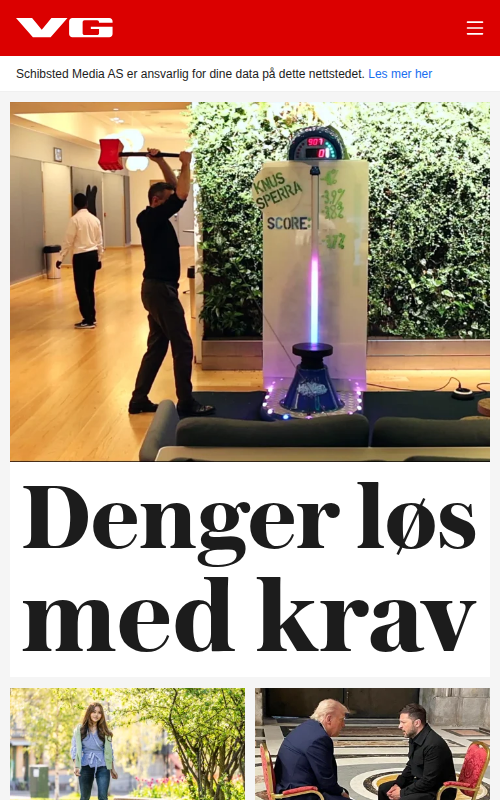 VG
Schibsted Media AS er ansvarlig for dine data på dette nettstedet. Les mer her
907
KNUS
SPERRA
SCORE:
Denger løs
med krav